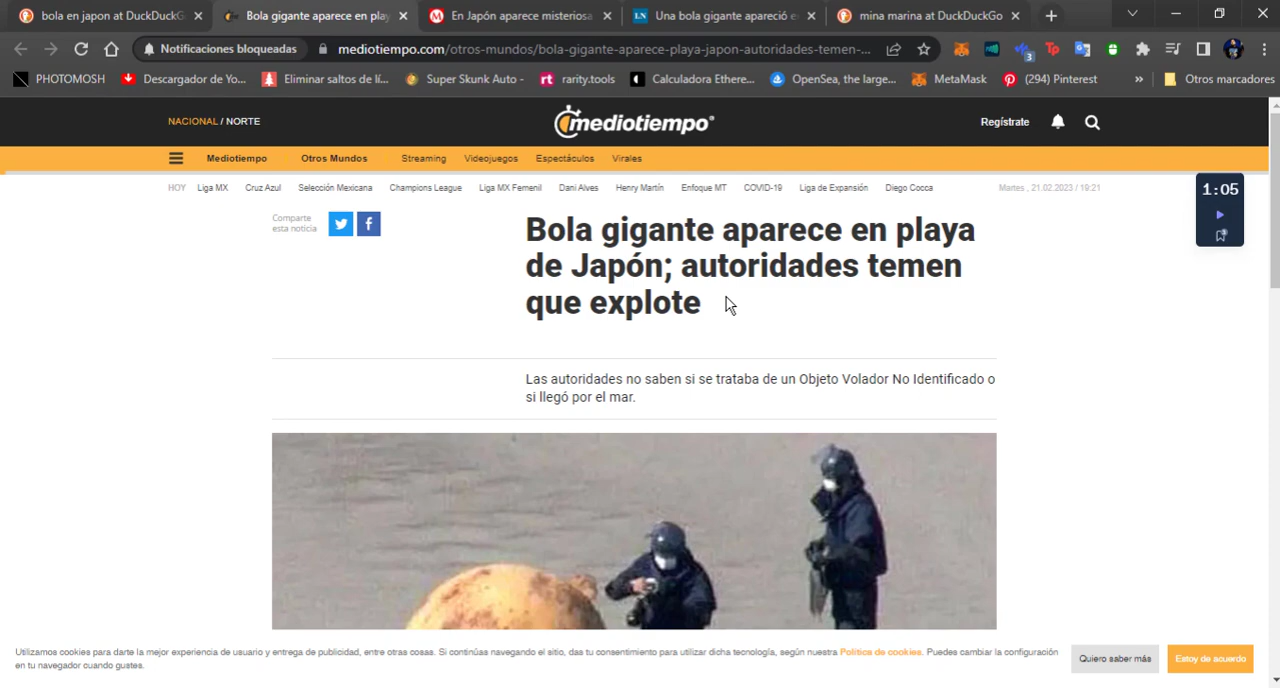 bola en japon at DuckDuckG
Bola gigante aparece en play
En Japón aparece misteriosa
Una bola gigante apareció e
mina marina at DuckDuckGo
Notificaciones bloqueadas
mediotiempo.com/otros-mundos/bola-gigante-aparece-playa-japon-autoridades-temen-...
3
Tp
PHOTOMOSH
Descargador de Yo...
Eliminar saltos de lí...
Super Skunk Auto -
rt rarity.tools
Calculadora Ethere...
OpenSea, the large...
MetaMask
(294) Pinterest
»
Otros marcadores
NACIONAL / NORTE
mediotiempo
Regístrate
Mediotiempo
Otros Mundos
Streaming
Videojuegos
Espectáculos
Virales
HOY
Liga MX
Cruz Azul
Selección Mexicana
Champions League
Liga MX Femenil
Dani Alves
Henry Martín
Enfoque MT
COVID-19
Liga de Expansión
Diego Cocca
Martes , 21.02.2023 / 19:21
1:05
Comparte
esta noticia
Bola gigante aparece en playa
de Japón; autoridades temen
que explote
Las autoridades no saben si se trataba de un Objeto Volador No Identificado o
si llegó por el mar.
Utilizamos cookies para darte la mejor experiencia de usuario y entrega de publicidad, entre otras cosas. Si continúas navegando el sitio, das tu consentimiento para utilizar dicha tecnología, según nuestra Política de cookies. Puedes cambiar la configuración
en tu navegador cuando gustes.
Quiero saber más
Estoy de acuerdo